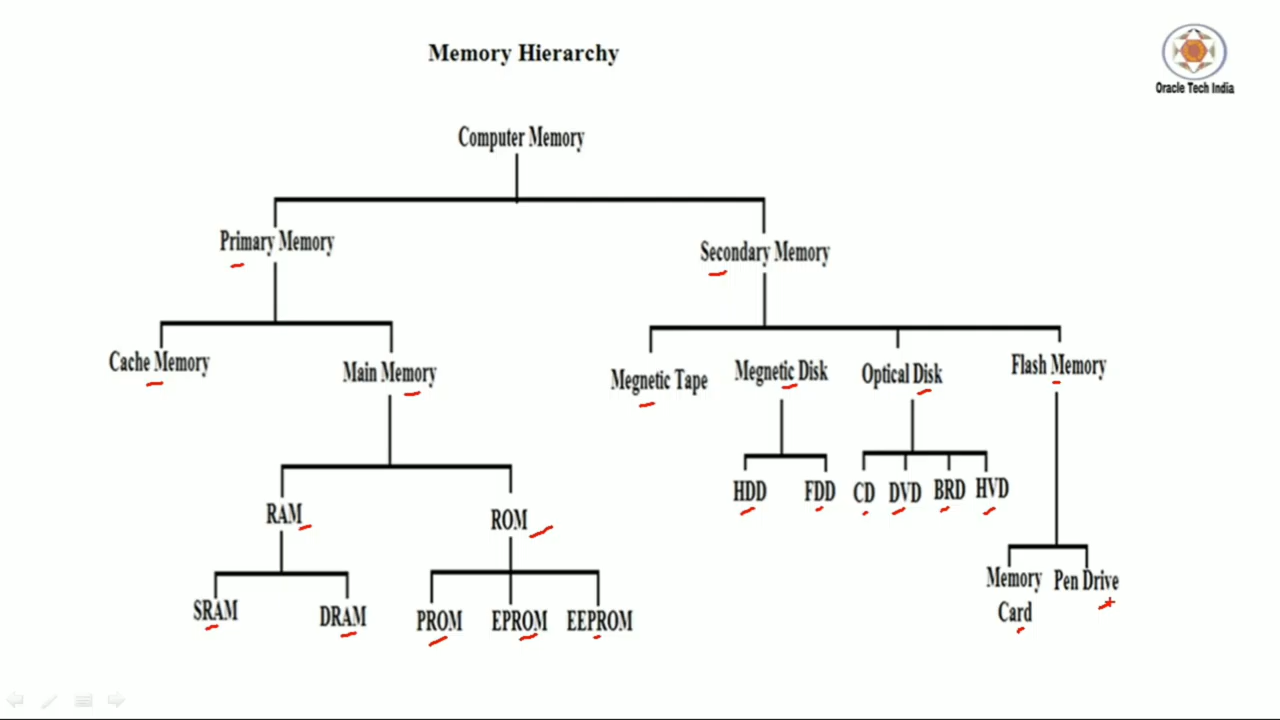 Memory Hierarchy
Oracle Tech India
Computer Memory
Primary Memory
Secondary Memory
Cache Memory
Main Memory
Megnetic Tape
Megnetic Disk
Optical Disk
Flash Memory
HDD
FDD
CD
DVD
BRD
HVD
RAM
ROM
Memory
Card
Pen Drive
SRAM
DRAM
PROM
EPROM
EEPROM